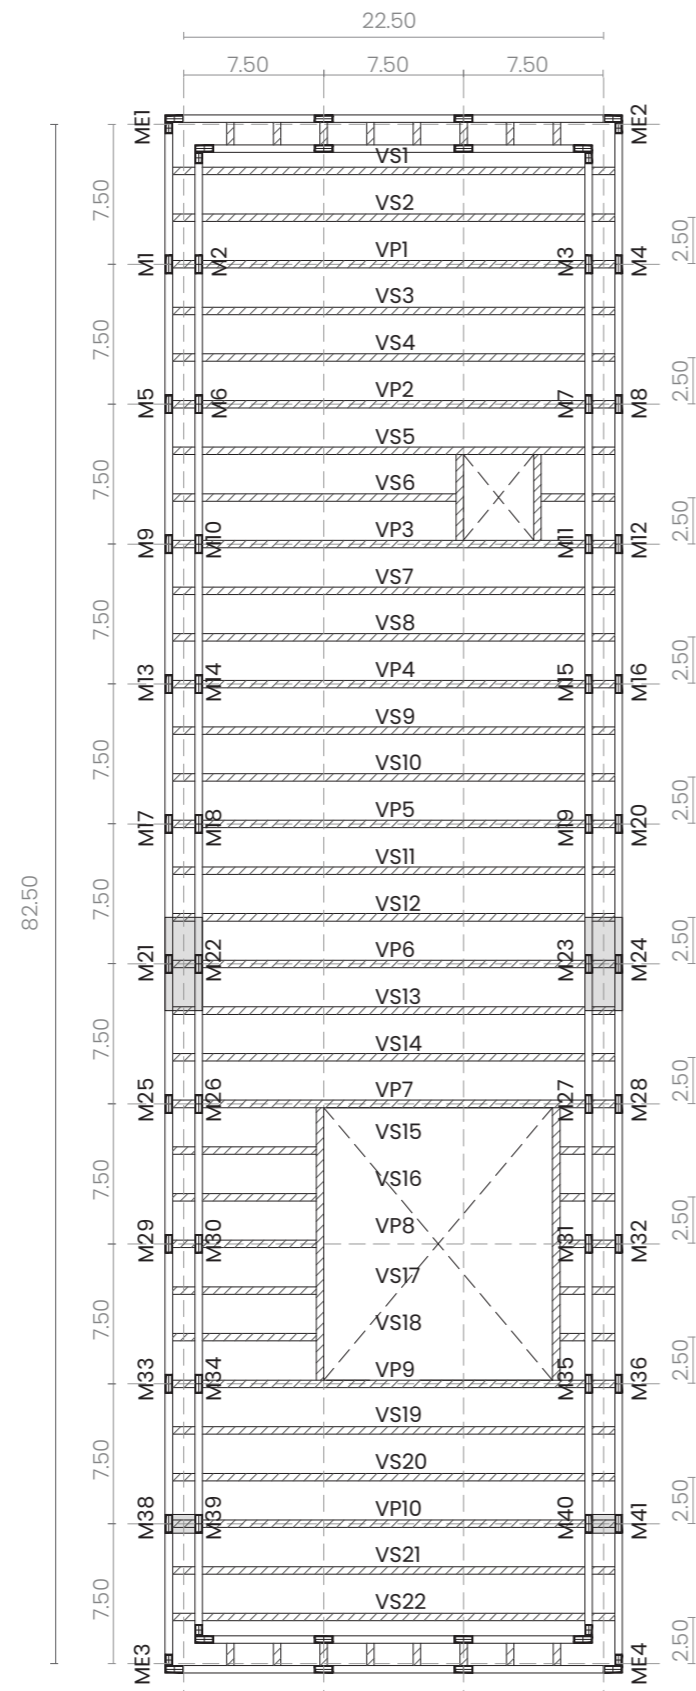 22.50
7.50 7.50 7.50
ME1 ME2
VS1
7.50
VS2
2.50
M1 M2 VP1 M3 M4
VS3
7.50
VS4
2.50
M5 M6 VP2 M7 M8
VS5
7.50
VS6
2.50
M9 M10 VP3 M11 M12
VS7
7.50
VS8
2.50
M13 M14 VP4 M15 M16
VS9
7.50
VS10
2.50
M17 M18 VP5 M19 M20
VS11
82.50
7.50
VS12
2.50
M21 M22 VP6 M23 M24
VS13
7.50
VS14
2.50
M25 M26 VP7 M27 M28
VS15
7.50
VS16
2.50
M29 M30 VP8 M31 M32
VS17
7.50
VS18
2.50
M33 M34 VP9 M35 M36
VS19
7.50
VS20
2.50
M38 M39 VP10 M40 M41
VS21
7.50
VS22
2.50
ME3 ME4